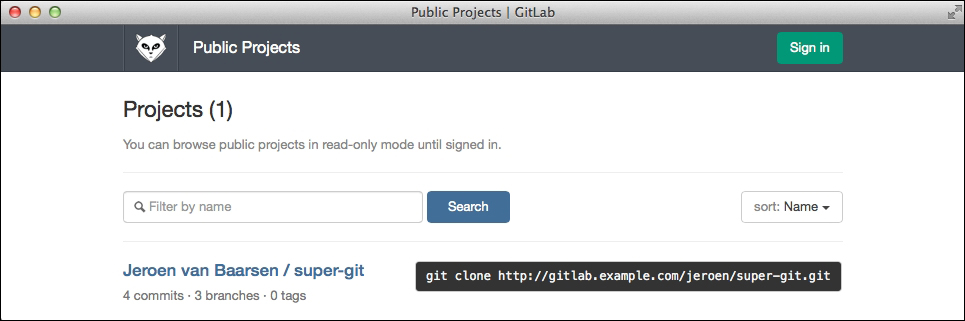 Public Projects | GitLab
Public Projects
Sign in
Projects (1)
You can browse public projects in read-only mode until signed in.
Filter by name
Search
sort: Name
Jeroen van Baarsen / super-git
git clone http://gitlab.example.com/jeroen/super-git.git
4 commits · 3 branches · 0 tags